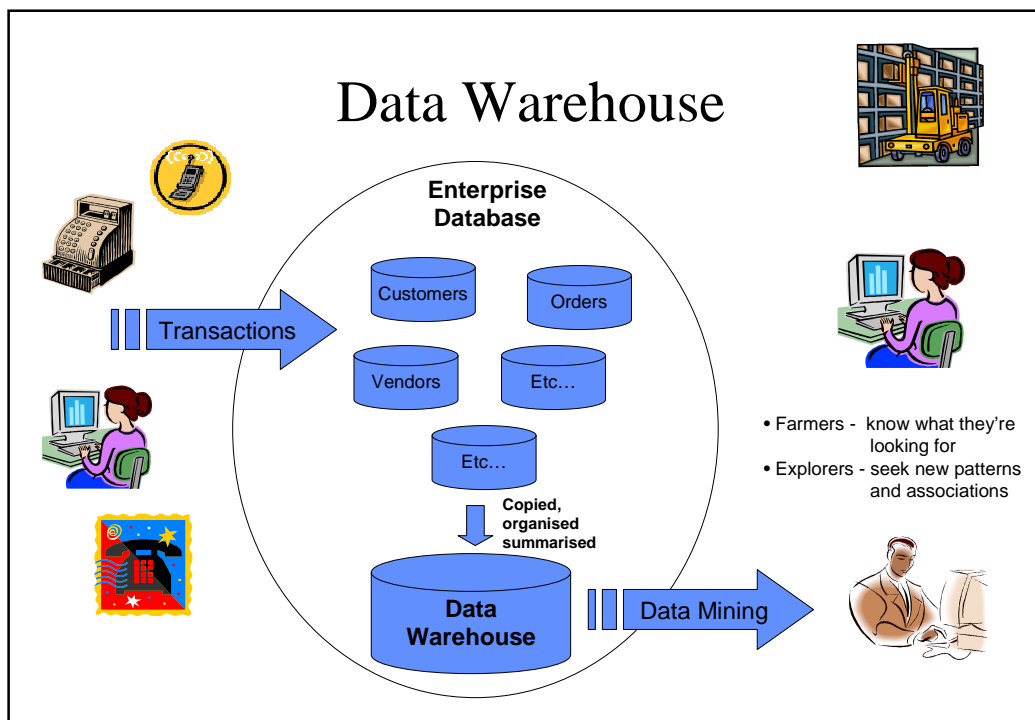 Data Warehouse
Enterprise
Database
Customers
Orders
Transactions
Vendors
Etc…
Etc…
• Farmers - know what they're
looking for
• Explorers - seek new patterns
and associations
Copied,
organised
summarised
Data
Warehouse
Data Mining